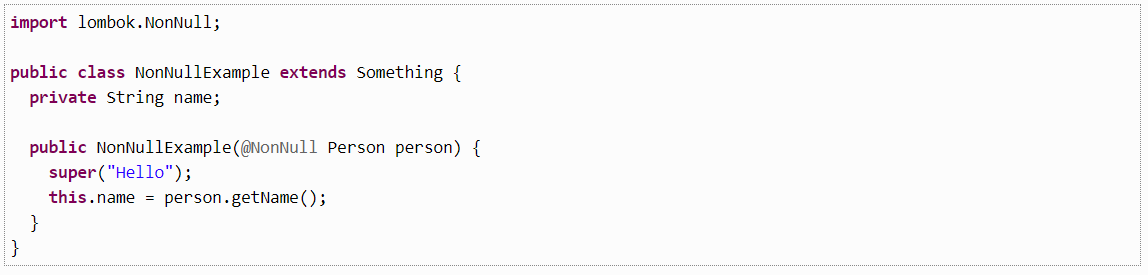 import lombok.NonNull;
public class NonNullExample extends Something {
private String name;
public NonNullExample(@NonNull Person person) {
super("Hello");
this.name = person.getName();
}
}